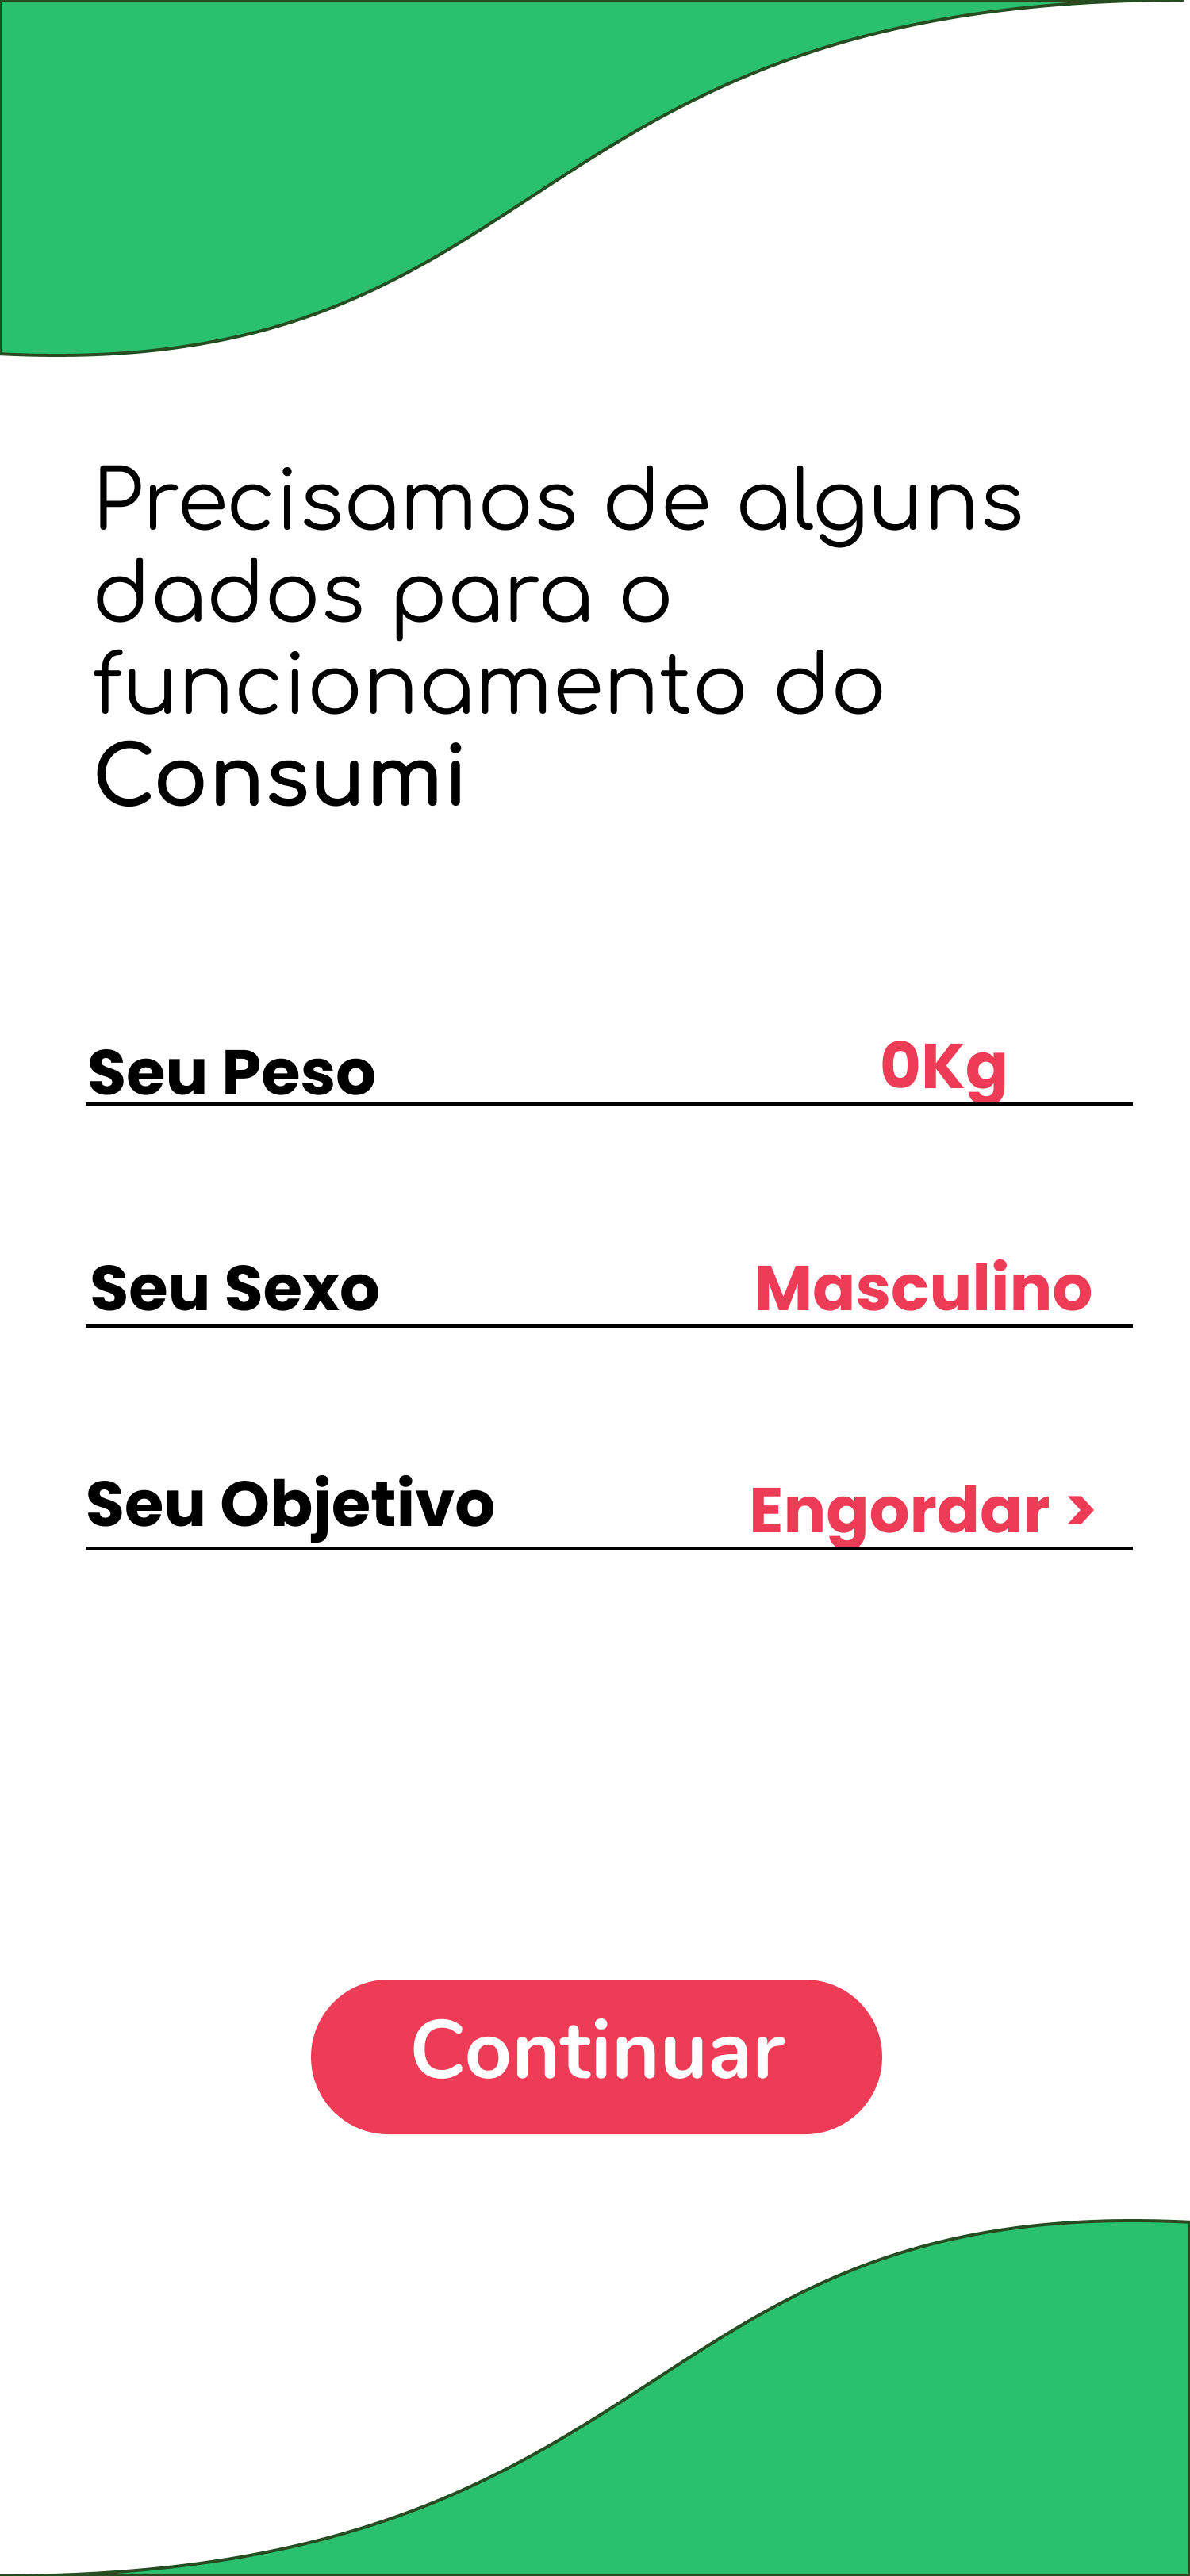 Precisamos de alguns
dados para o
funcionamento do
Consumi
Seu Peso 0Kg
Seu Sexo Masculino
Seu Objetivo Engordar >
Continuar